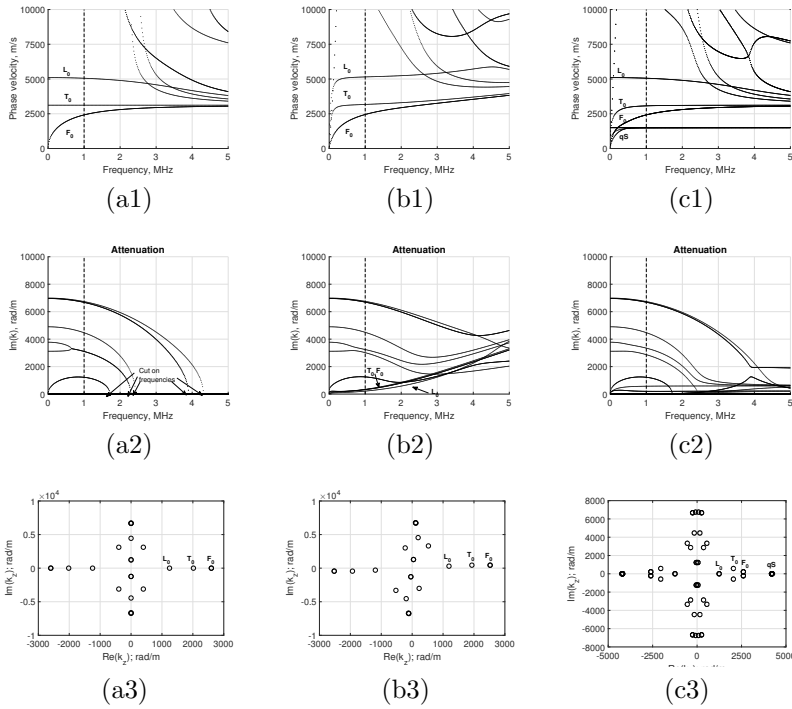 10000
7500
5000
2500
0
Phase velocity, m/s
L0
T0
F0
0 1 2 3 4 5
Frequency, MHz
(a1)
10000
7500
5000
2500
0
Phase velocity, m/s
L0
T0
F0
0 1 2 3 4 5
Frequency, MHz
(b1)
10000
7500
5000
2500
0
Phase velocity, m/s
L0
T0
F0
qS
0 1 2 3 4 5
Frequency, MHz
(c1)
Attenuation
10000
8000
6000
4000
2000
0
Im(k), rad/m
Cut on
frequencies
0 1 2 3 4 5
Frequency, MHz
(a2)
Attenuation
10000
8000
6000
4000
2000
0
Im(k), rad/m
T0 F0
0 1 2 3 4 5
Frequency, MHz
(b2)
Attenuation
10000
8000
6000
4000
2000
0
Im(k), rad/m
0 1 2 3 4 5
Frequency, MHz
(c2)
×10^4
1
0.5
0
-0.5
-1
Im(kz); rad/m
L0 T0 F0
-3000 -2000 -1000 0 1000 2000 3000
Re(kz); rad/m
(a3)
×10^4
1
0.5
0
-0.5
-1
Im(kz); rad/m
L0 T0 F0
-3000 -2000 -1000 0 1000 2000 3000
Re(kz); rad/m
(b3)
8000
6000
4000
2000
0
-2000
-4000
-6000
-8000
Im(kz); rad/m
L0 T0 F0 qS
-5000 -2500 0 2500 5000
(c3)